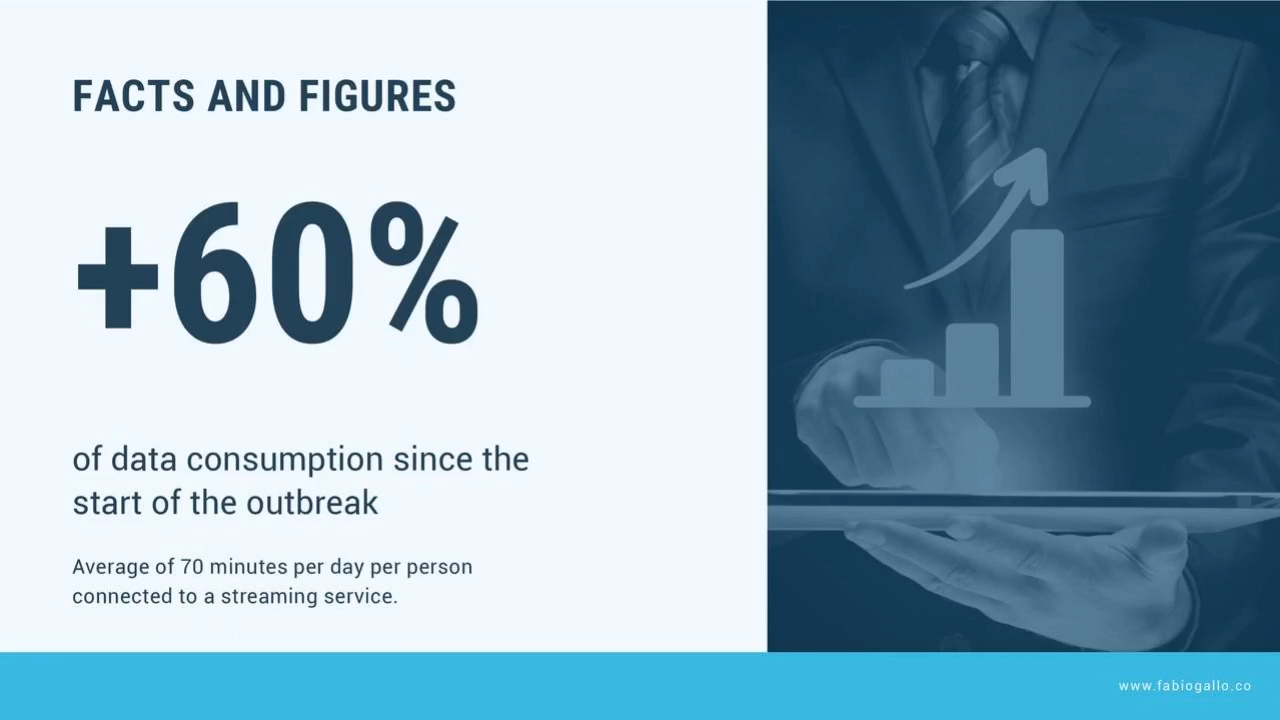 FACTS AND FIGURES
+60%
of data consumption since the
start of the outbreak
Average of 70 minutes per day per person
connected to a streaming service.
www.fabiogallo.co